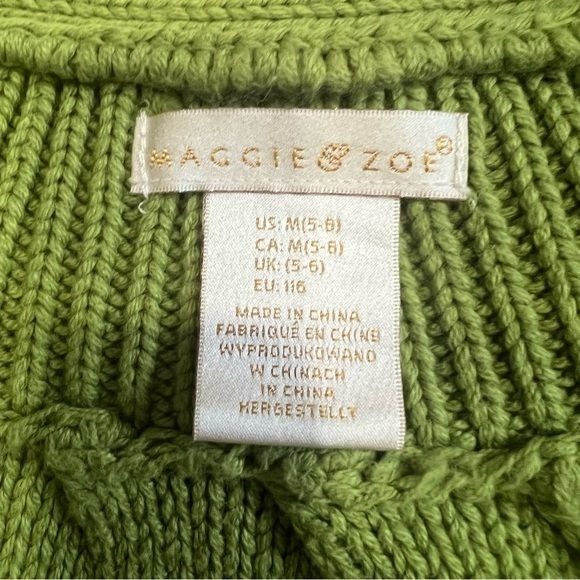 MAGGIE & ZOE®
US: M(5-6)
CA: M(5-6)
UK: (5-6)
EU: 116
MADE IN CHINA
FABRIQUÉ EN CHINE
WYPRODUKOWANO
W CHINACH
IN CHINA
HERGESTELLT